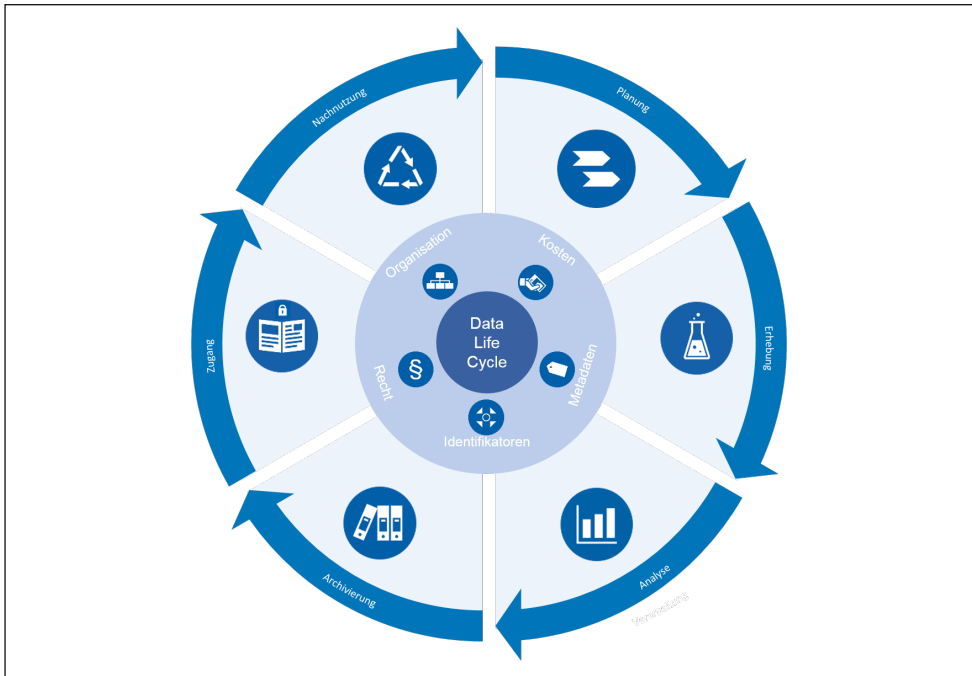 Nachnutzung
Planung
Organisation
Kosten
Data
Life
Cycle
Zugang
Erhebung
Recht
Metadaten
Identifikatoren
§
Archivierung
Analyse